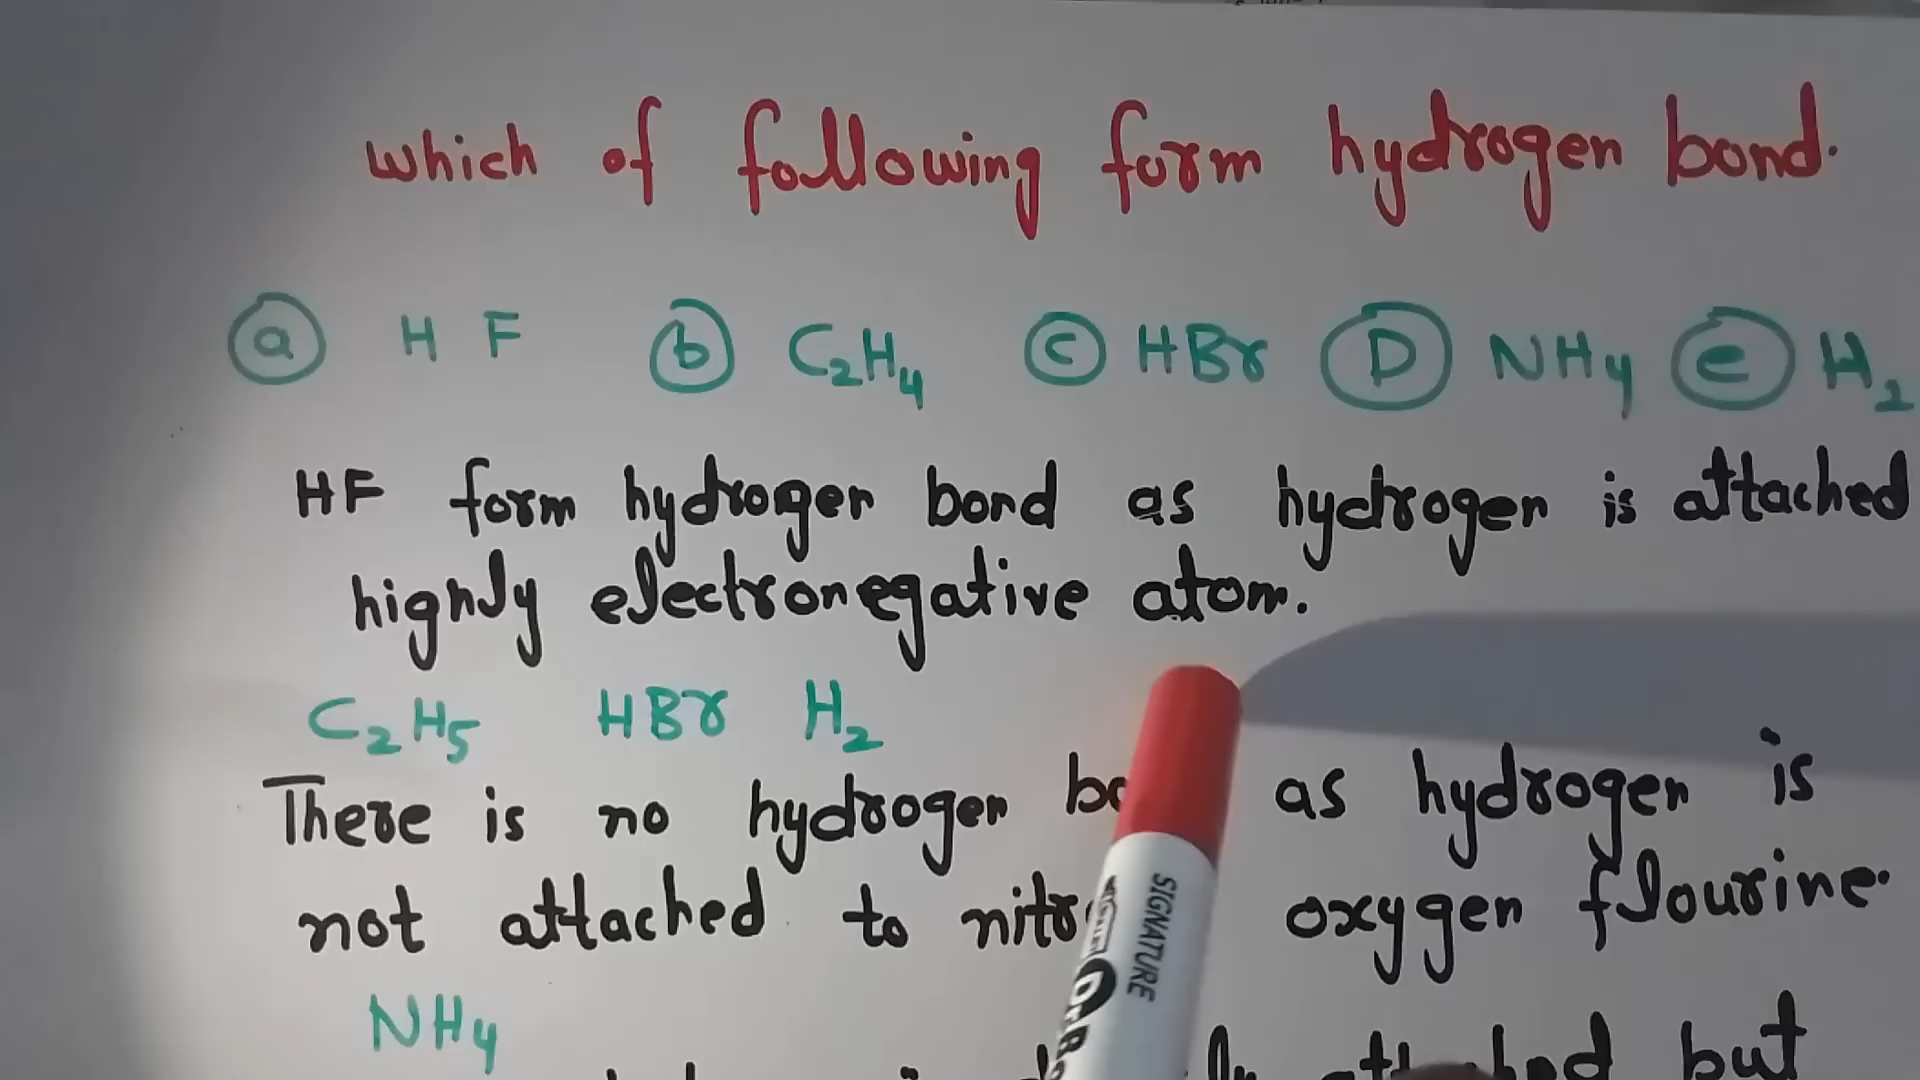 which of following form hydrogen bond.
a H F b C2H4 c HBr D NH4 e H2
HF form hydrogen bond as hydrogen is attached
highly electronegative atom.
C2H5 HBr H2
There is no hydrogen as hydrogen is
not attached to oxygen flourine.
NH4
but
SIGNATURE